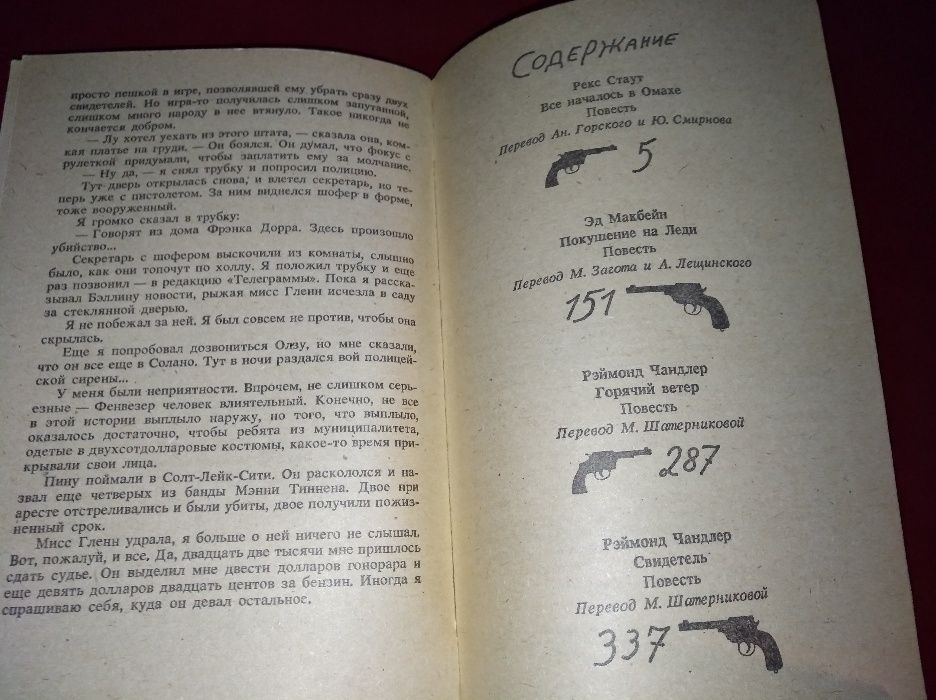 просто пешкой в игре, позволявшей ему убрать сразу двух
свидетелей. Но игра-то получилась слишком запутанной,
слишком много народу в нее втянуло. Такое никогда не
кончается добром.
— Лу хотел уехать из этого штата, — сказала она, ком-
кая платье на груди. — Он боялся. Он думал, что фокус с
рулеткой придумали, чтобы заплатить ему за молчание.
— Ну да, — я снял трубку и попросил полицию.
Тут дверь открылась снова, и влетел секретарь, но те-
перь уже с пистолетом. За ним виднелся шофер в форме,
тоже вооруженный.
Я громко сказал в трубку:
— Говорят из дома Фрэнка Дорра. Здесь произошло
убийство...
Секретарь с шофером выскочили из комнаты, слышно
было, как они топочут по холлу. Я положил трубку и еще
раз позвонил — в редакцию «Телеграммы». Пока я расска-
зывал Бэллину новости, рыжая мисс Гленн исчезла в саду
за стеклянной дверью.
Я не побежал за ней. Я был совсем не против, чтобы она
скрылась.
Еще я попробовал дозвониться Олзу, но мне сказали,
что он все еще в Солано. Тут в ночи раздался вой полицей-
ской сирены...
У меня были неприятности. Впрочем, не слишком серь-
езные — Фенвезер человек влиятельный. Конечно, не все
в этой истории выплыло наружу, но того, что выплыло,
оказалось достаточно, чтобы ребята из муниципалитета,
одетые в двухсотдолларовые костюмы, какое-то время при-
крывали свои лица.
Пину поймали в Солт-Лейк-Сити. Он раскололся и на-
звал еще четверых из банды Мэнни Тиннена. Двое при
аресте отстреливались и были убиты, двое получили пожиз-
ненный срок.
Мисс Гленн удрала, я больше о ней ничего не слышал.
Вот, пожалуй, и все. Да, двадцать две тысячи мне пришлось
сдать судье. Он выделил мне двести долларов гонорара и
еще девять долларов двадцать центов за бензин. Иногда я
спрашиваю себя, куда он девал остальное.
СОДЕРЖАНИЕ
Рекс Стаут
Все началось в Омахе
Повесть
Перевод Ан. Горского и Ю. Смирнова
5
Эд Макбейн
Покушение на Леди
Повесть
Перевод М. Загота и А. Лещинского
151
Рэймонд Чандлер
Горячий ветер
Повесть
Перевод М. Шатерниковой
287
Рэймонд Чандлер
Свидетель
Повесть
Перевод М. Шатерниковой
337